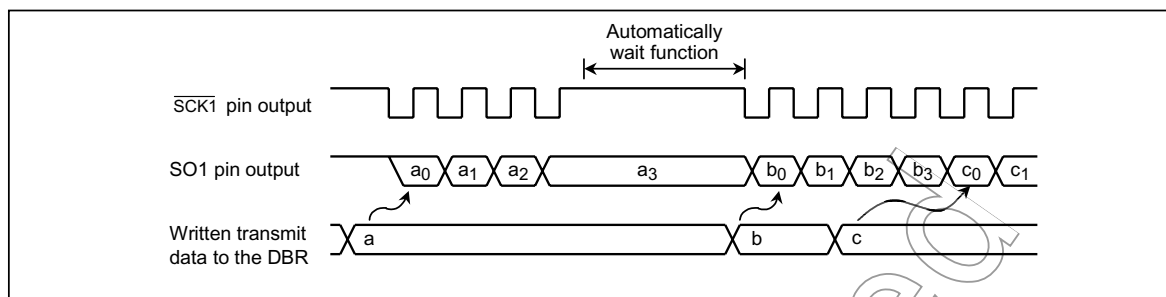 Automatically
wait function
SCK1 pin output
SO1 pin output
a0 a1 a2 a3 b0 b1 b2 b3 c0 c1
Written transmit
data to the DBR
a b c